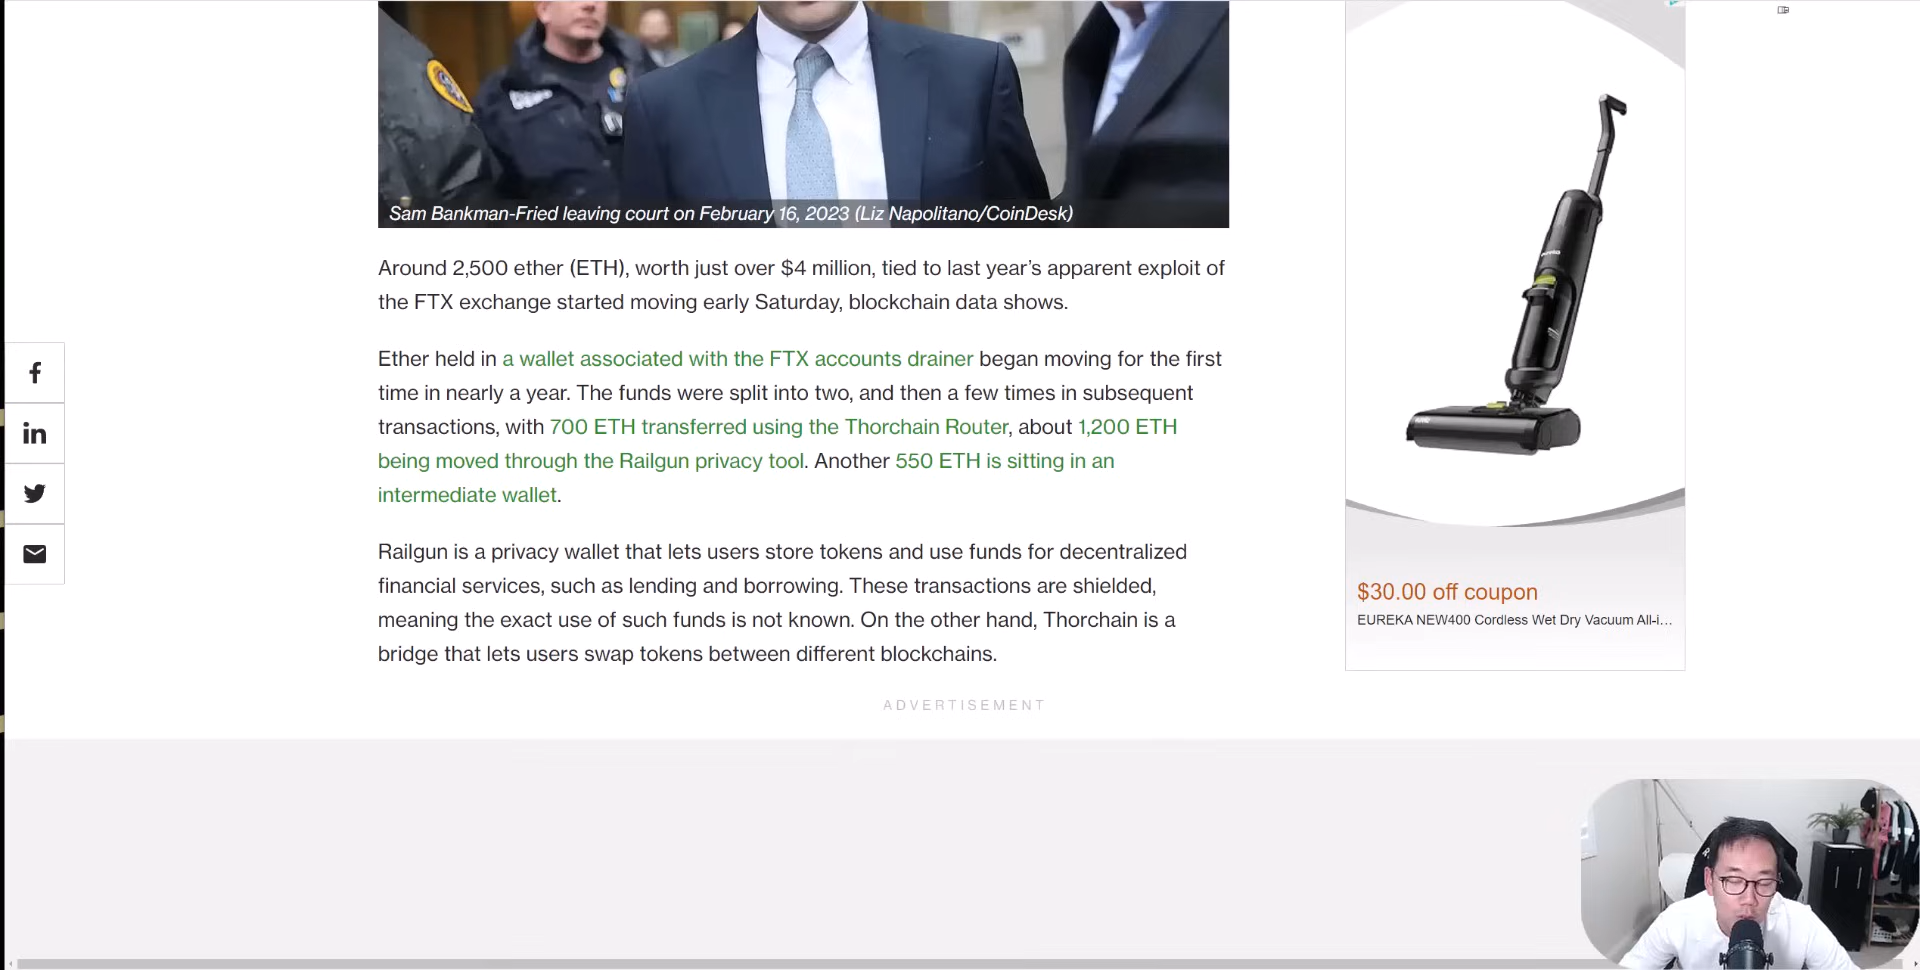 Sam Bankman-Fried leaving court on February 16, 2023 (Liz Napolitano/CoinDesk)
Around 2,500 ether (ETH), worth just over $4 million, tied to last year’s apparent exploit of
the FTX exchange started moving early Saturday, blockchain data shows.
Ether held in a wallet associated with the FTX accounts drainer began moving for the first
time in nearly a year. The funds were split into two, and then a few times in subsequent
transactions, with 700 ETH transferred using the Thorchain Router, about 1,200 ETH
being moved through the Railgun privacy tool. Another 550 ETH is sitting in an
intermediate wallet.
Railgun is a privacy wallet that lets users store tokens and use funds for decentralized
financial services, such as lending and borrowing. These transactions are shielded,
meaning the exact use of such funds is not known. On the other hand, Thorchain is a
bridge that lets users swap tokens between different blockchains.
ADVERTISEMENT
$30.00 off coupon
EUREKA NEW400 Cordless Wet Dry Vacuum All-i...